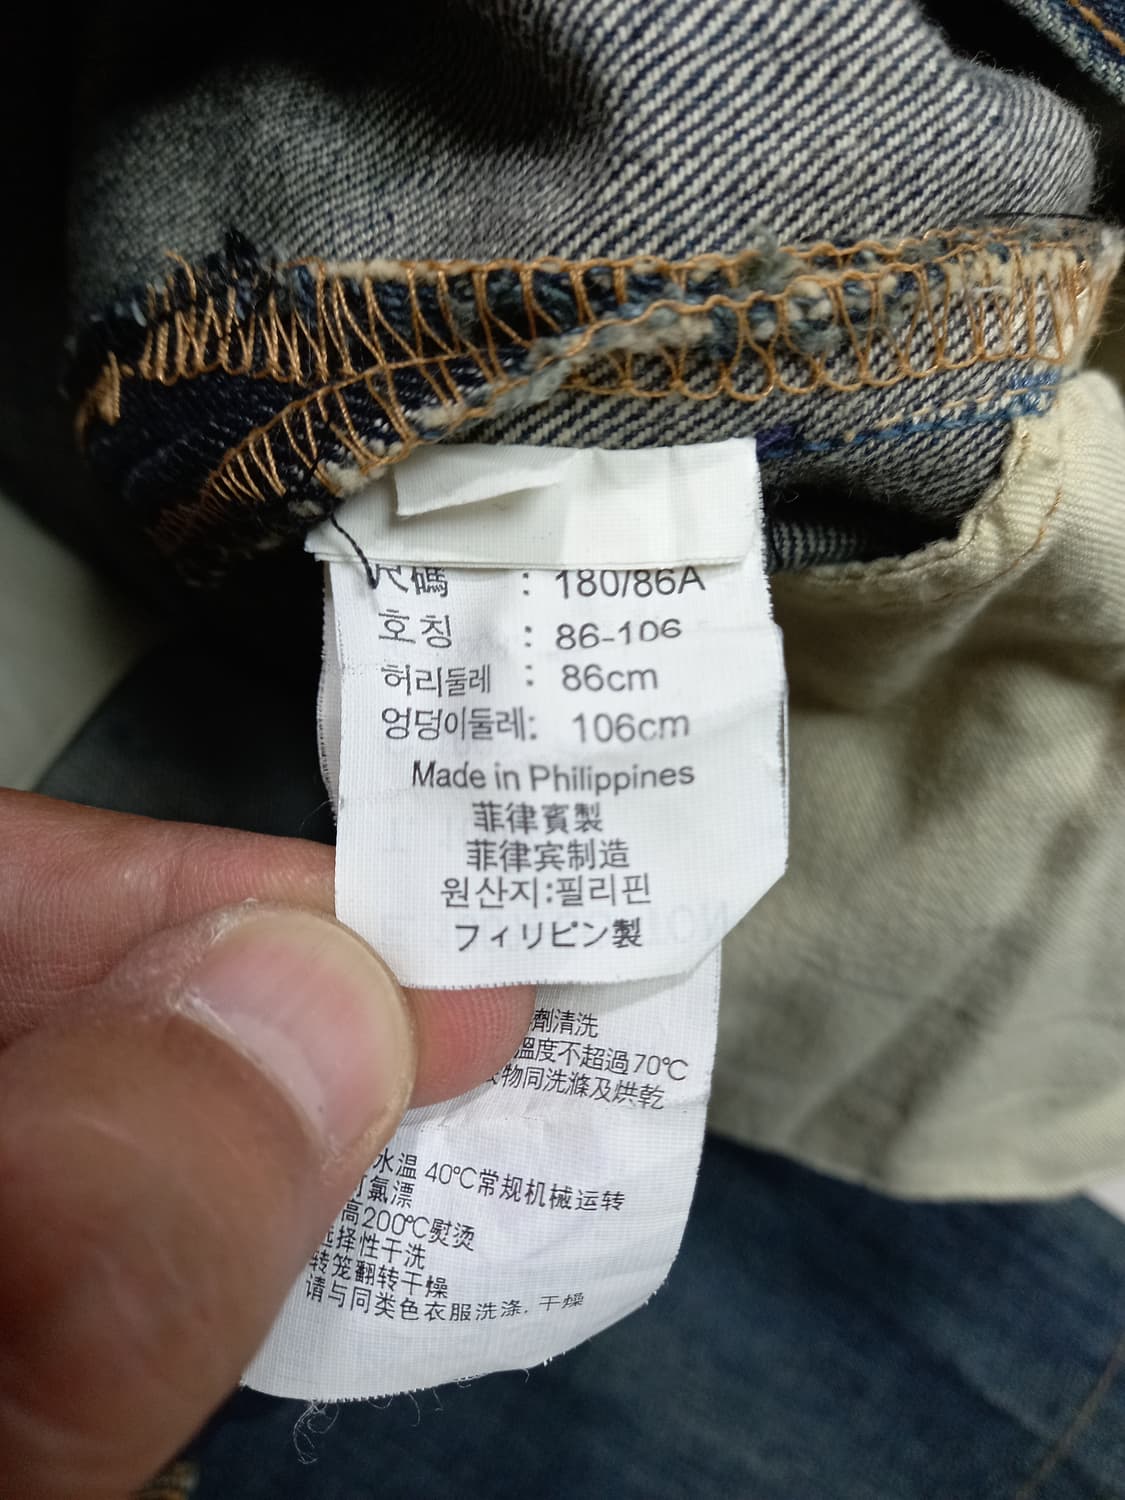 尺碼 : 180/86A
호칭 : 86-106
허리둘레 : 86cm
엉덩이둘레: 106cm
Made in Philippines
菲律賓製
菲律宾制造
원산지:필리핀
フィリピン製
劑清洗
溫度不超過70℃
物同洗滌及烘乾
水温 40℃常规机械运转
氯漂
高200℃熨烫
选择性干洗
转笼翻转干燥
请与同类色衣服洗涤. 干燥